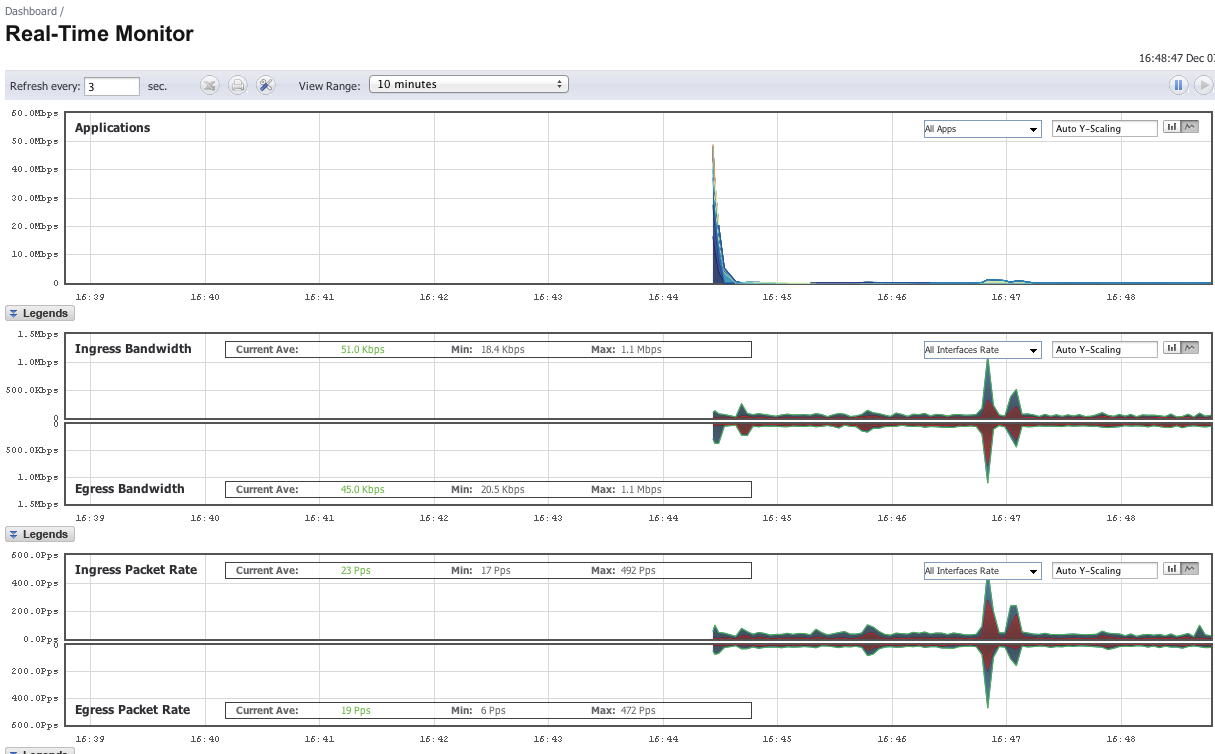 Dashboard /
Real-Time Monitor
16:48:47 Dec 07
Refresh every: 3 sec. View Range: 10 minutes
60.0Mbps
Applications All Apps Auto Y-Scaling
50.0Mbps
40.0Mbps
30.0Mbps
20.0Mbps
10.0Mbps
0
16:39 16:40 16:41 16:42 16:43 16:44 16:45 16:46 16:47 16:48
Legends
1.5Mbps
Ingress Bandwidth Current Ave: 51.0 Kbps Min: 18.4 Kbps Max: 1.1 Mbps All Interfaces Rate Auto Y-Scaling
1.0Mbps
500.0Kbps
0
0
500.0Kbps
1.0Mbps
Egress Bandwidth Current Ave: 45.0 Kbps Min: 20.5 Kbps Max: 1.1 Mbps
1.5Mbps
16:39 16:40 16:41 16:42 16:43 16:44 16:45 16:46 16:47 16:48
Legends
600.0Pps
Ingress Packet Rate Current Ave: 23 Pps Min: 17 Pps Max: 492 Pps All Interfaces Rate Auto Y-Scaling
400.0Pps
200.0Pps
0.0Pps
0
200.0Pps
400.0Pps
Egress Packet Rate Current Ave: 19 Pps Min: 6 Pps Max: 472 Pps
600.0Pps
16:39 16:40 16:41 16:42 16:43 16:44 16:45 16:46 16:47 16:48
Legends